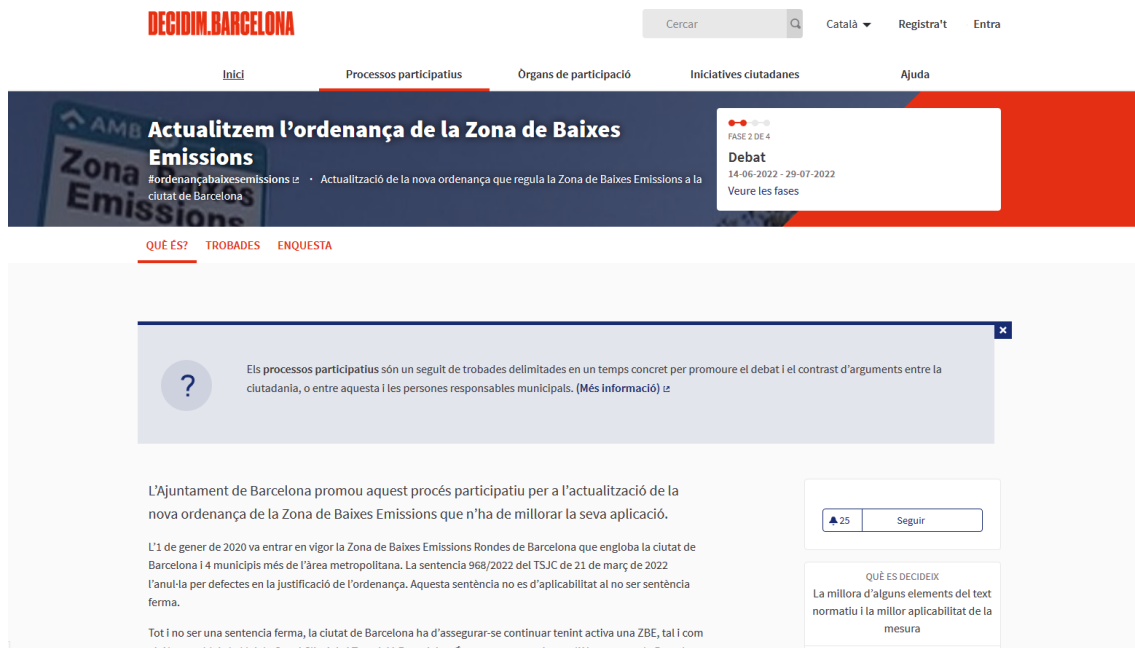 DECIDIM.BARCELONA
Cercar
Català
Registra't
Entra
Inici
Processos participatius
Òrgans de participació
Iniciatives ciutadanes
Ajuda
AMB
Zona Baixes
Emissions
Actualitzem l'ordenança de la Zona de Baixes
Emissions
#ordenançabaixesemissions · Actualització de la nova ordenança que regula la Zona de Baixes Emissions a la
ciutat de Barcelona
FASE 2 DE 4
Debat
14-06-2022 - 29-07-2022
Veure les fases
QUÈ ÉS?
TROBADES
ENQUESTA
?
Els processos participatius són un seguit de trobades delimitades en un temps concret per promoure el debat i el contrast d'arguments entre la
ciutadania, o entre aquesta i les persones responsables municipals. (Més informació)
L'Ajuntament de Barcelona promou aquest procés participatiu per a l'actualització de la
nova ordenança de la Zona de Baixes Emissions que n'ha de millorar la seva aplicació.
L'1 de gener de 2020 va entrar en vigor la Zona de Baixes Emissions Rondes de Barcelona que engloba la ciutat de
Barcelona i 4 municipis més de l'àrea metropolitana. La sentencia 968/2022 del TSJC de 21 de març de 2022
l'anul·la per defectes en la justificació de l'ordenança. Aquesta sentència no es d'aplicabilitat al no ser sentència
ferma.
Tot i no ser una sentencia ferma, la ciutat de Barcelona ha d'assegurar-se continuar tenint activa una ZBE, tal i com
25
Seguir
QUÈ ES DECIDEIX
La millora d'alguns elements del text
normatiu i la millor aplicabilitat de la
mesura